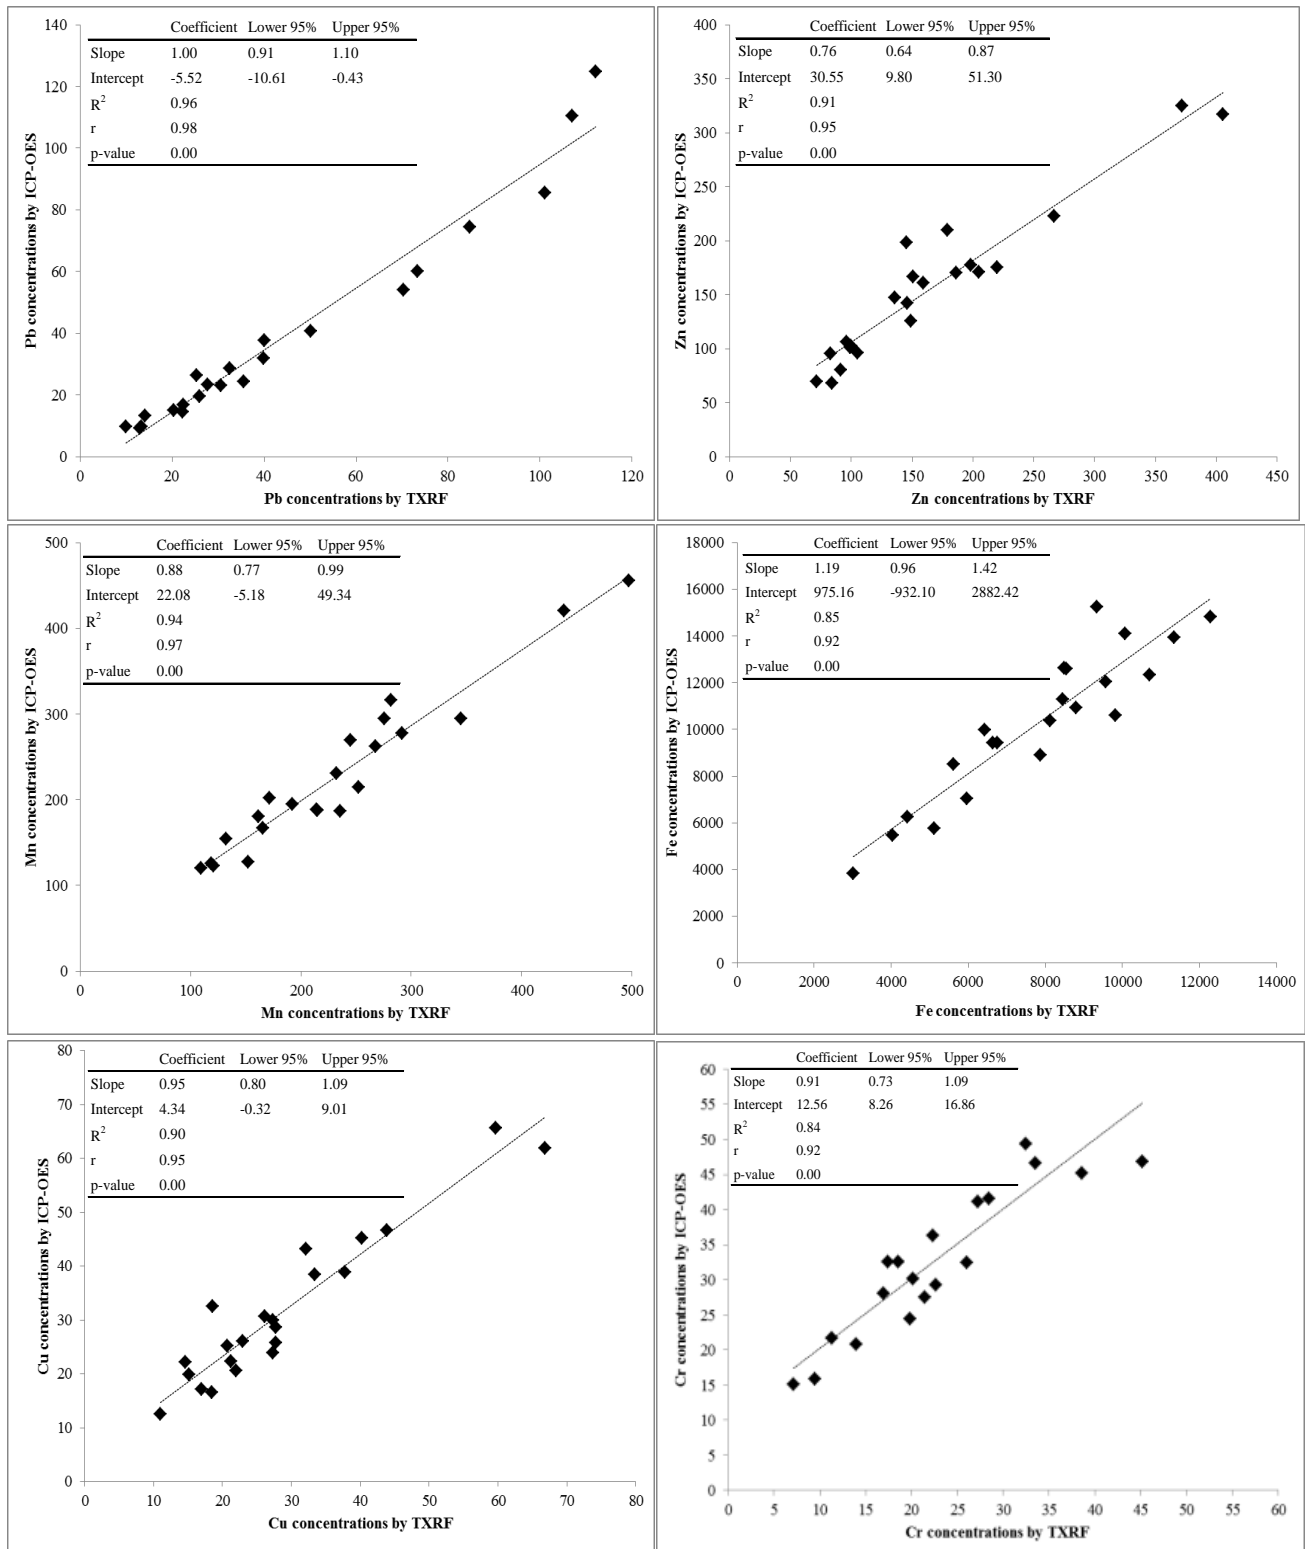 Coefficient Lower 95% Upper 95%
Slope 1.00 0.91 1.10
Intercept -5.52 -10.61 -0.43
R² 0.96
r 0.98
p-value 0.00
140
120
100
80
60
40
20
0
Pb concentrations by ICP-OES
0 20 40 60 80 100 120
Pb concentrations by TXRF
Coefficient Lower 95% Upper 95%
Slope 0.76 0.64 0.87
Intercept 30.55 9.80 51.30
R² 0.91
r 0.95
p-value 0.00
400
350
300
250
200
150
100
50
0
Zn concentrations by ICP-OES
0 50 100 150 200 250 300 350 400 450
Zn concentrations by TXRF
Coefficient Lower 95% Upper 95%
Slope 0.88 0.77 0.99
Intercept 22.08 -5.18 49.34
R² 0.94
r 0.97
p-value 0.00
500
400
300
200
100
0
Mn concentrations by ICP-OES
0 100 200 300 400 500
Mn concentrations by TXRF
Coefficient Lower 95% Upper 95%
Slope 1.19 0.96 1.42
Intercept 975.16 -932.10 2882.42
R² 0.85
r 0.92
p-value 0.00
18000
16000
14000
12000
10000
8000
6000
4000
2000
0
Fe concentrations by ICP-OES
0 2000 4000 6000 8000 10000 12000 14000
Fe concentrations by TXRF
Coefficient Lower 95% Upper 95%
Slope 0.95 0.80 1.09
Intercept 4.34 -0.32 9.01
R² 0.90
r 0.95
p-value 0.00
80
70
60
50
40
30
20
10
0
Cu concentrations by ICP-OES
0 10 20 30 40 50 60 70 80
Cu concentrations by TXRF
Coefficient Lower 95% Upper 95%
Slope 0.91 0.73 1.09
Intercept 12.56 8.26 16.86
R² 0.84
r 0.92
p-value 0.00
60
55
50
45
40
35
30
25
20
15
10
5
0
Cr concentrations by ICP-OES
0 5 10 15 20 25 30 35 40 45 50 55 60
Cr concentrations by TXRF